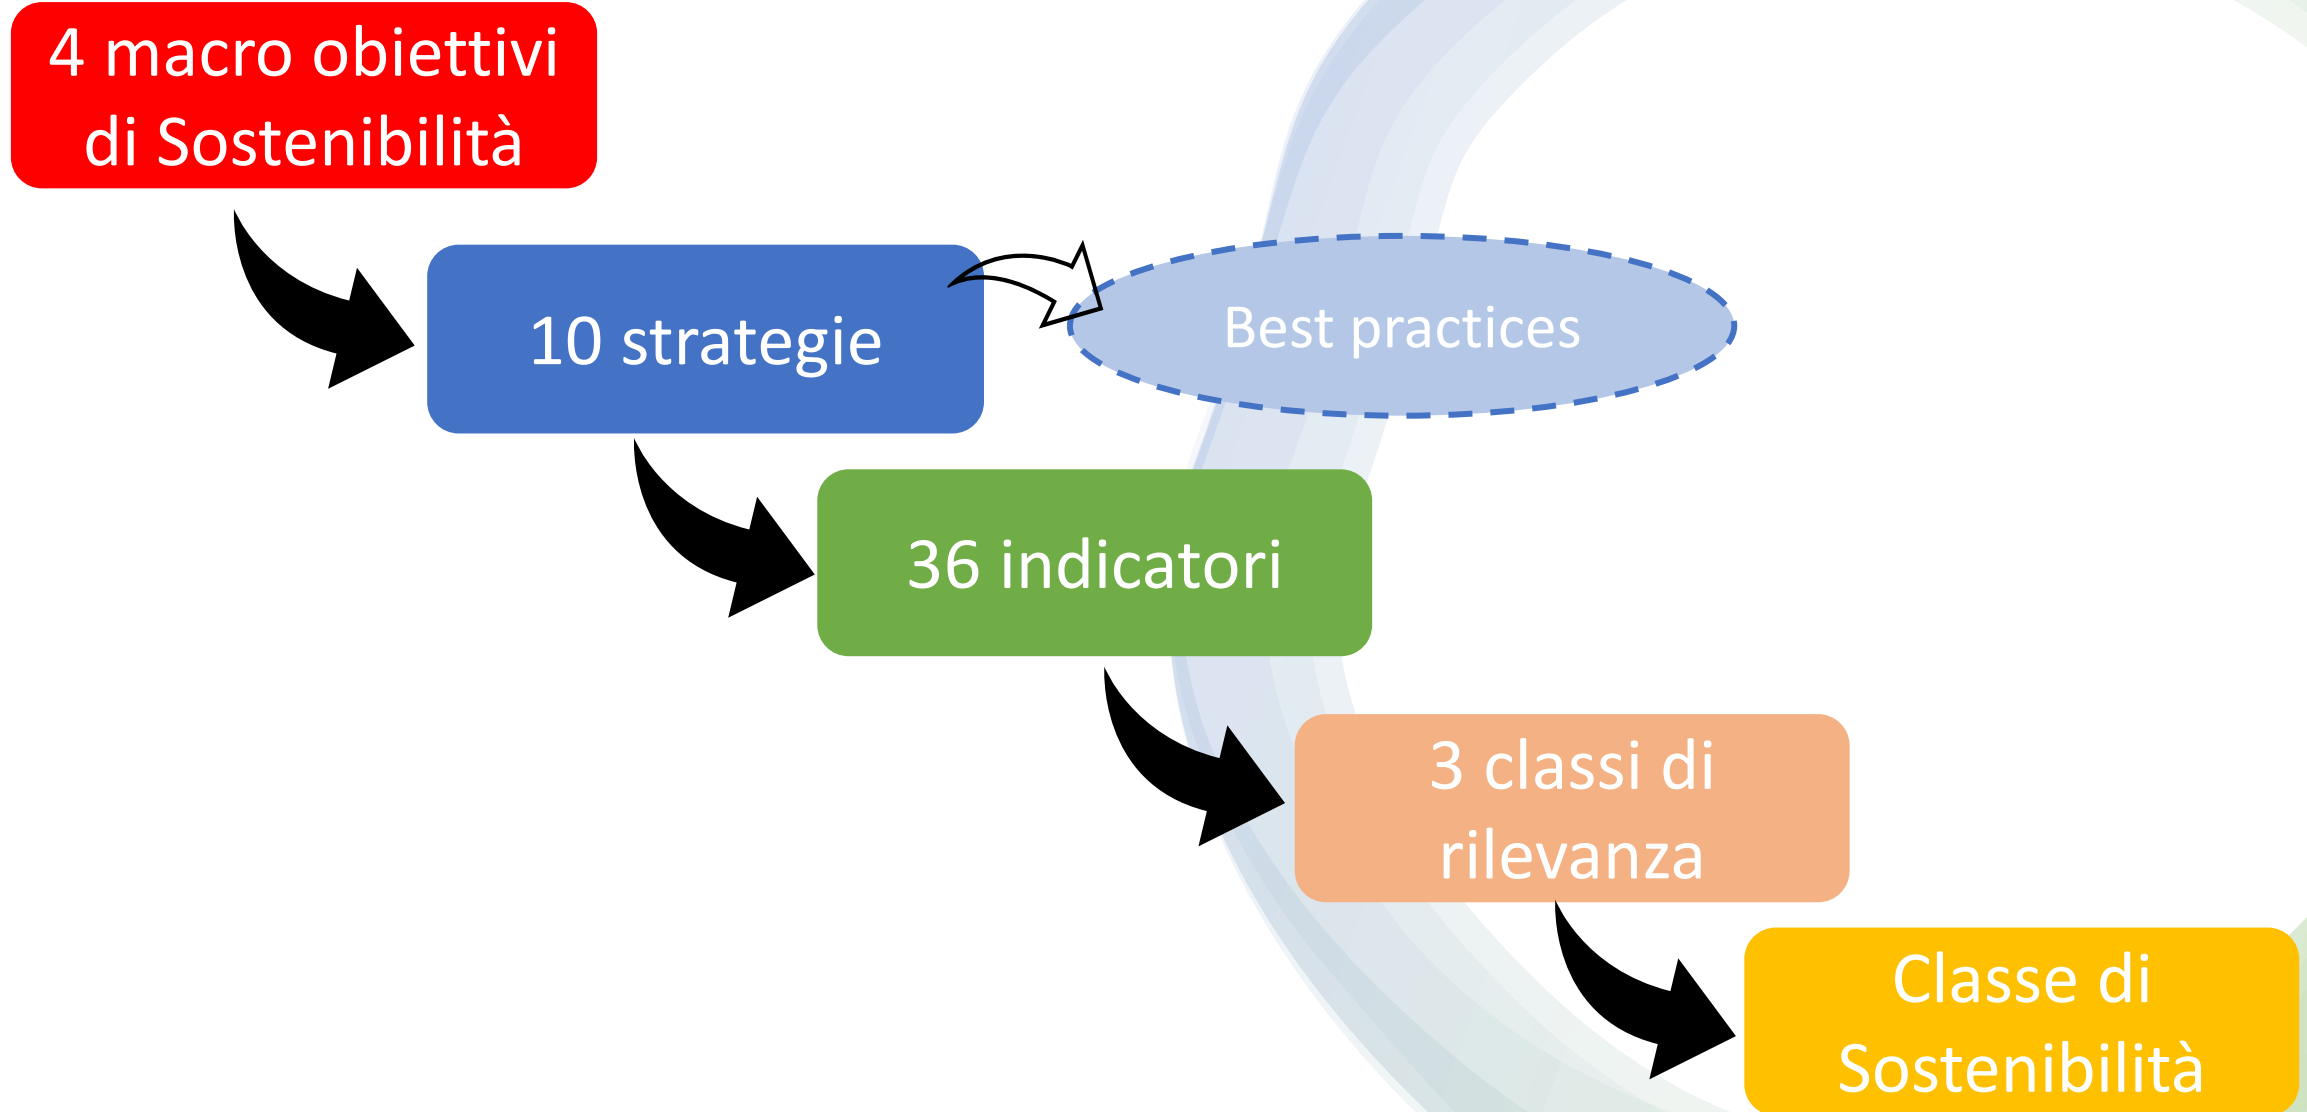 4 macro obiettivi
di Sostenibilità
10 strategie
Best practices
36 indicatori
3 classi di
rilevanza
Classe di
Sostenibilità